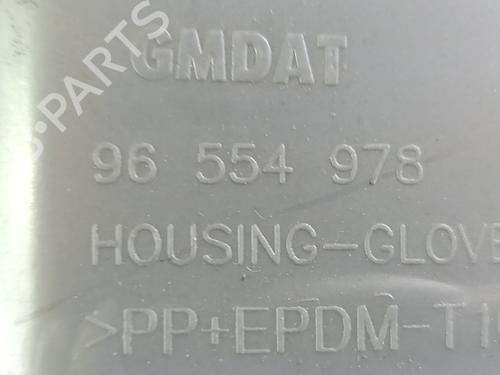 GMDAT
96 554 978
HOUSING-GLOVE
>PP+EPDM-T1